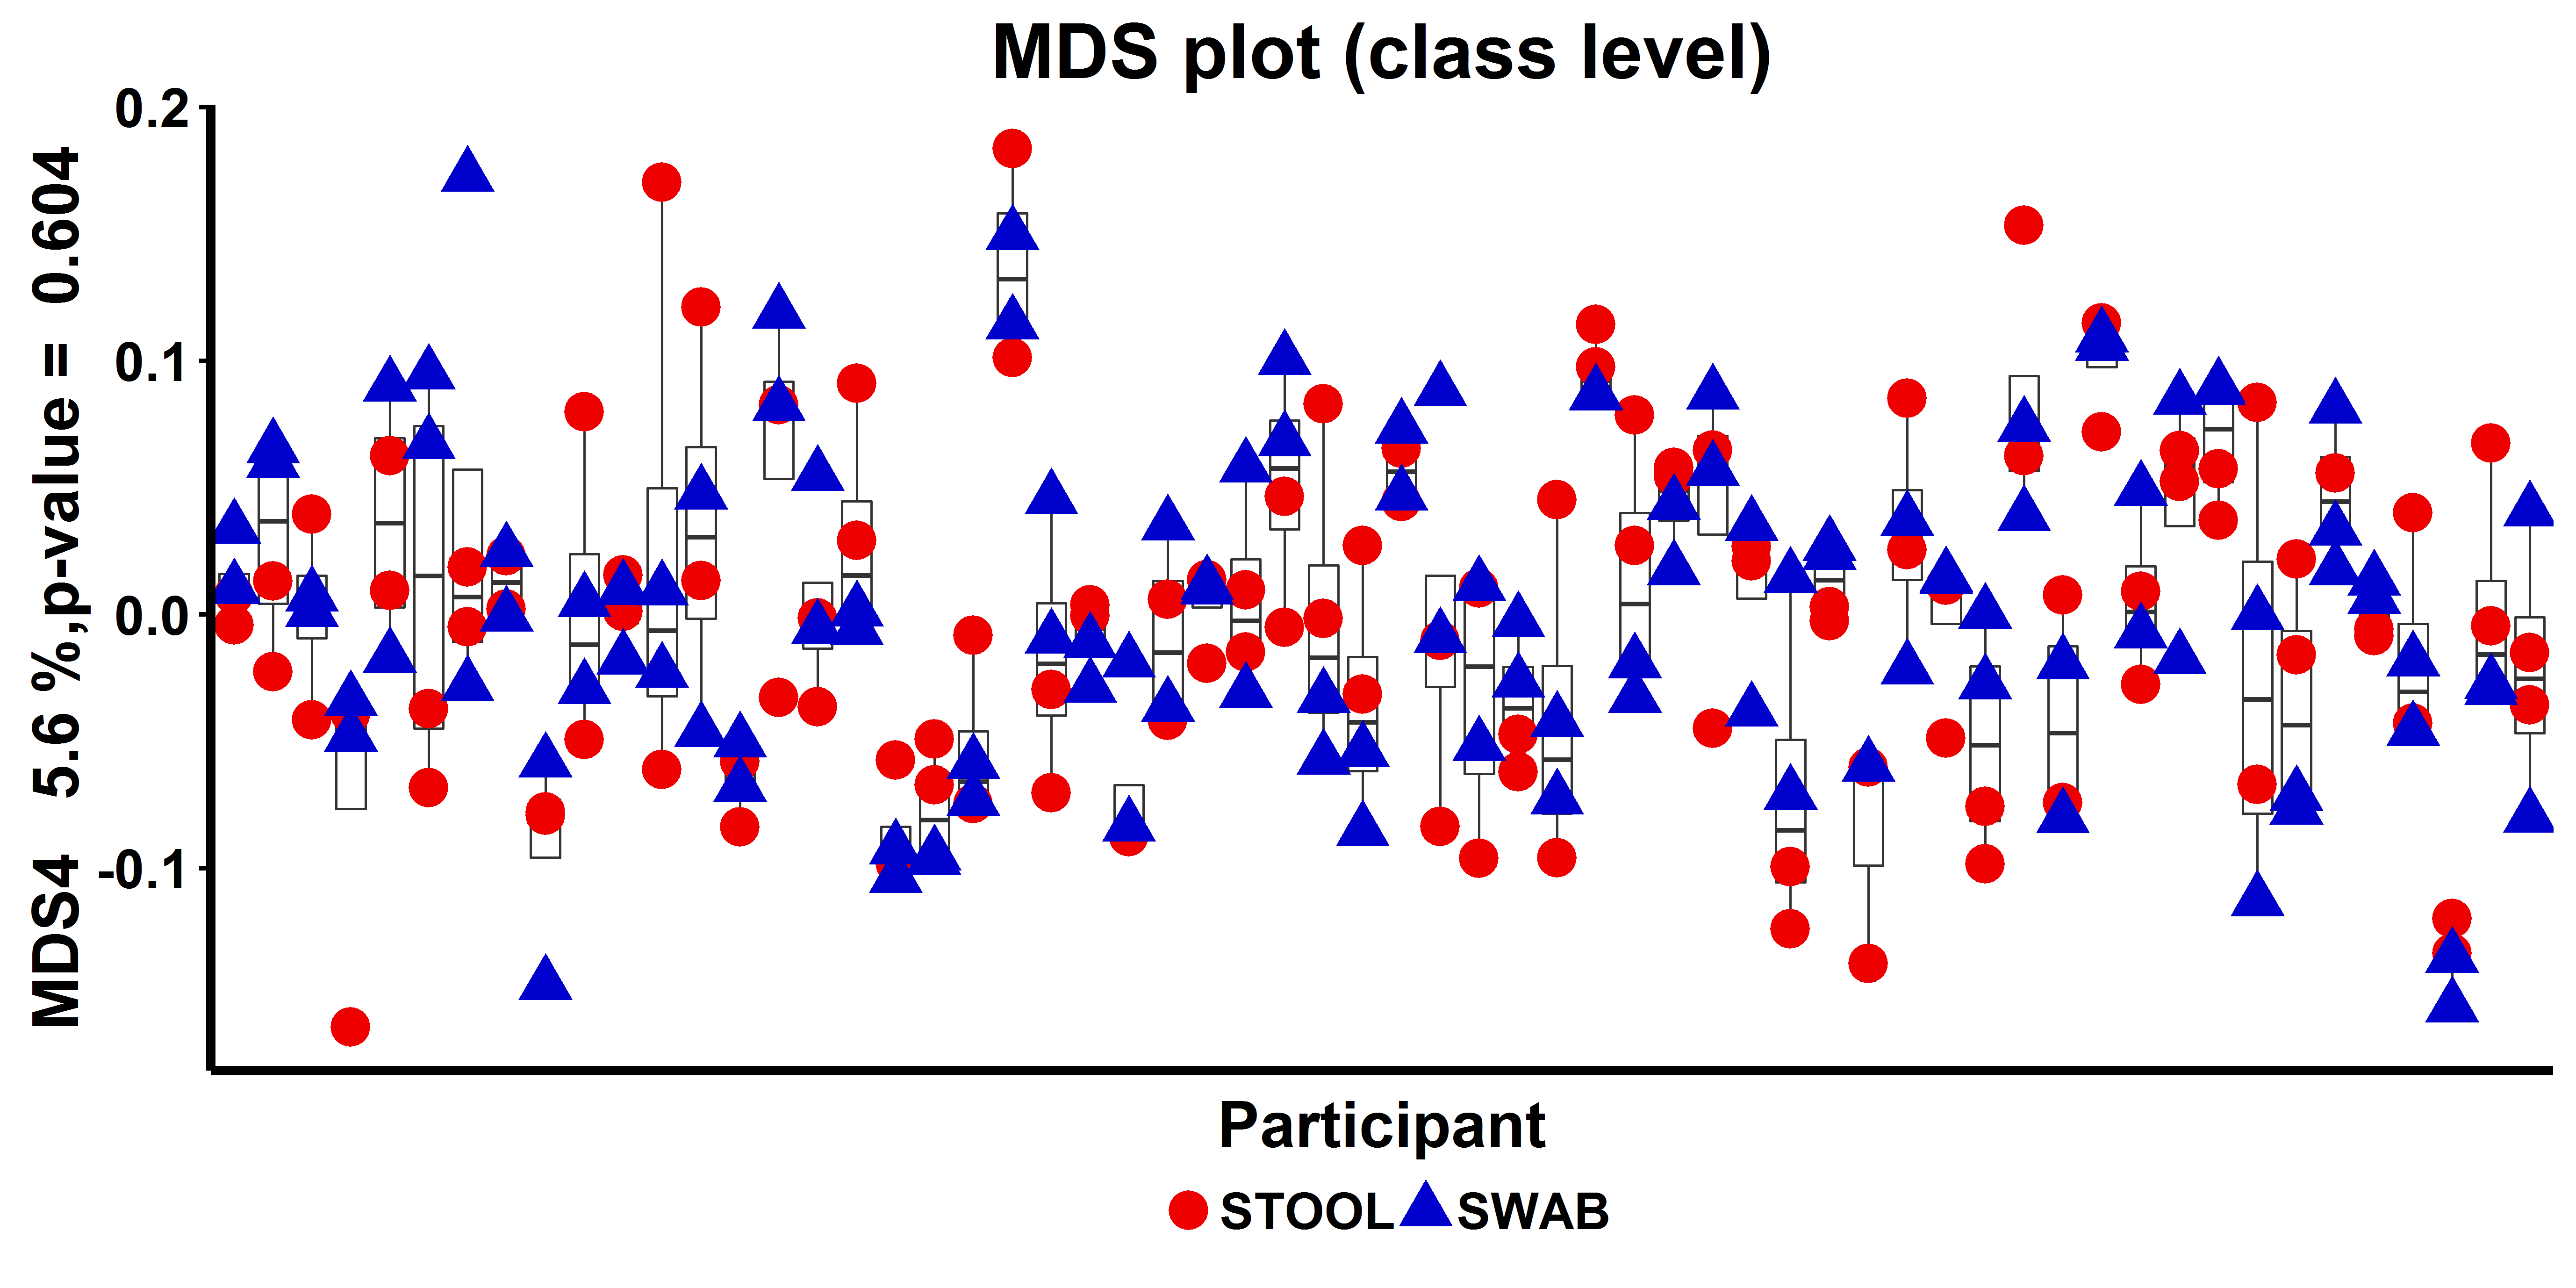 MDS plot (class level)
MDS4   5.6 %,p-value =  0.604
0.2
0.1
0.0
-0.1
Participant
STOOL SWAB